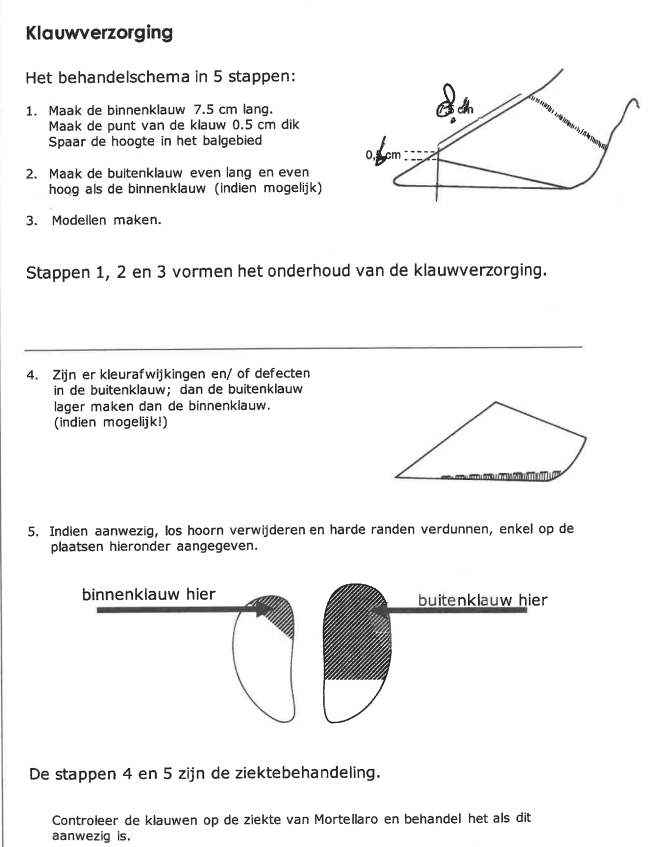 Klauwverzorging
Het behandelschema in 5 stappen:
1. Maak de binnenklauw 7.5 cm lang.
Maak de punt van de klauw 0.5 cm dik
Spaar de hoogte in het balgebied
cm
0, cm
2. Maak de buitenklauw even lang en even
hoog als de binnenklauw (indien mogelijk)
3. Modellen maken.
Stappen 1, 2 en 3 vormen het onderhoud van de klauwverzorging.
4. Zijn er kleurafwijkingen en/ of defecten
in de buitenklauw; dan de buitenklauw
lager maken dan de binnenklauw.
(indien mogelijk!)
5. Indien aanwezig, los hoorn verwijderen en harde randen verdunnen, enkel op de
plaatsen hieronder aangegeven.
binnenklauw hier
buitenklauw hier
De stappen 4 en 5 zijn de ziektebehandeling.
Controleer de klauwen op de ziekte van Mortellaro en behandel het als dit
aanwezig is.